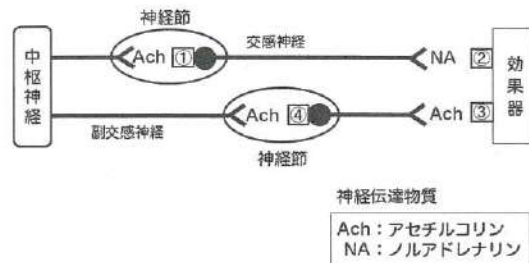 神経節
交感神経
Ach ①
NA ②
中枢神経
効果器
Ach ④
Ach ③
副交感神経
神経節
神経伝達物質
Ach：アセチルコリン
NA：ノルアドレナリン